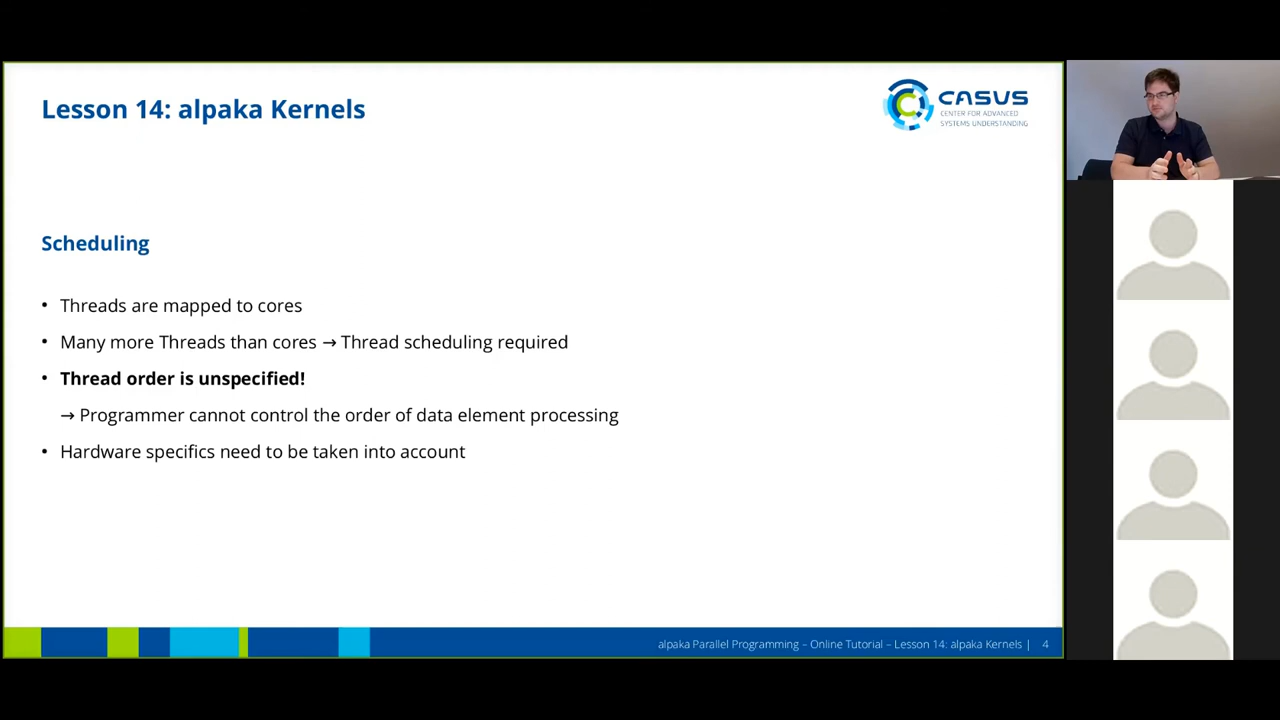 Lesson 14: alpaka Kernels
CASUS
CENTER FOR ADVANCED
SYSTEMS UNDERSTANDING
Scheduling
• Threads are mapped to cores
• Many more Threads than cores → Thread scheduling required
• Thread order is unspecified!
→ Programmer cannot control the order of data element processing
• Hardware specifics need to be taken into account
alpaka Parallel Programming – Online Tutorial – Lesson 14: alpaka Kernels | 4